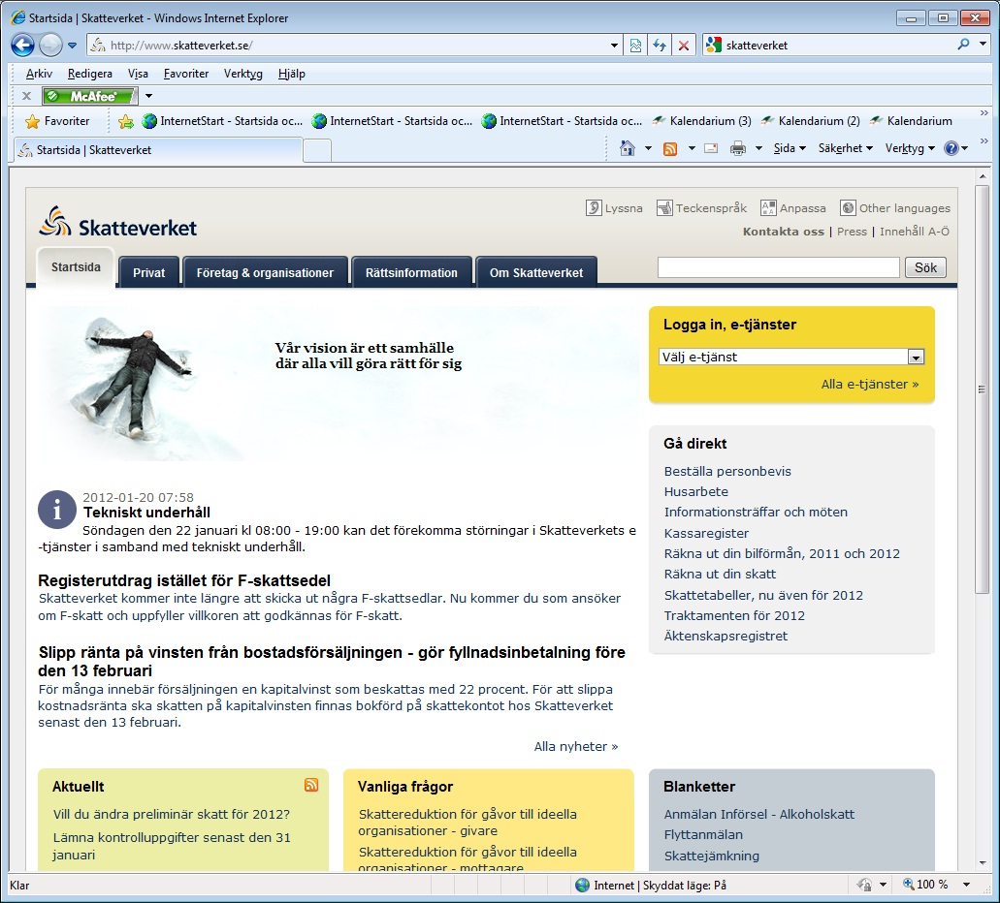 Startsida | Skatteverket - Windows Internet Explorer
http://www.skatteverket.se/
skatteverket
Arkiv Redigera Visa Favoriter Verktyg Hjälp
X McAfee
Favoriter InternetStart - Startsida oc... InternetStart - Startsida oc... InternetStart - Startsida oc... Kalendarium (3) Kalendarium (2) Kalendarium »
Startsida | Skatteverket
Sida Säkerhet Verktyg »
Lyssna Teckenspråk Anpassa Other languages
Skatteverket
Kontakta oss | Press | Innehåll A-Ö
Startsida Privat Företag & organisationer Rättsinformation Om Skatteverket
Sök
Vår vision är ett samhälle
där alla vill göra rätt för sig
Logga in, e-tjänster
Välj e-tjänst
Alla e-tjänster »
Gå direkt
Beställa personbevis
Husarbete
Informationsträffar och möten
Kassaregister
Räkna ut din bilförmån, 2011 och 2012
Räkna ut din skatt
Skattetabeller, nu även för 2012
Traktamenten för 2012
Äktenskapsregistret
i
2012-01-20 07:58
Tekniskt underhåll
Söndagen den 22 januari kl 08:00 - 19:00 kan det förekomma störningar i Skatteverkets e
-tjänster i samband med tekniskt underhåll.
Registerutdrag istället för F-skattsedel
Skatteverket kommer inte längre att skicka ut några F-skattsedlar. Nu kommer du som ansöker
om F-skatt och uppfyller villkoren att godkännas för F-skatt.
Slipp ränta på vinsten från bostadsförsäljningen - gör fyllnadsinbetalning före
den 13 februari
För många innebär försäljningen en kapitalvinst som beskattas med 22 procent. För att slippa
kostnadsränta ska skatten på kapitalvinsten finnas bokförd på skattekontot hos Skatteverket
senast den 13 februari.
Alla nyheter »
Aktuellt
Vill du ändra preliminär skatt för 2012?
Lämna kontrolluppgifter senast den 31
januari
Vanliga frågor
Skattereduktion för gåvor till ideella
organisationer - givare
Skattereduktion för gåvor till ideella
organisationer - mottagare
Blanketter
Anmälan Införsel - Alkoholskatt
Flyttanmälan
Skattejämkning
Klar
Internet | Skyddat läge: På
100 %